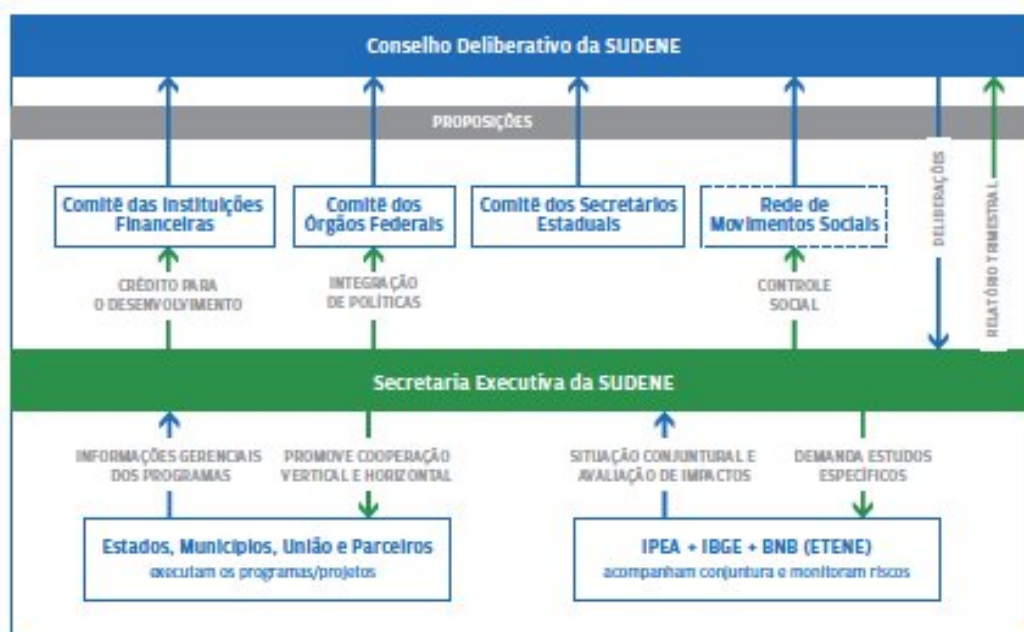 Conselho Deliberativo da SUDENE
PROPOSIÇÕES
Comitê das Instituições
Financeiras
Comitê dos
Órgãos Federais
Comitê dos Secretários
Estaduais
Rede de
Movimentos Sociais
DELIBERAÇÕES
RELATÓRIO TRIMESTRAL
CRÉDITO PARA
O DESENVOLVIMENTO
INTEGRAÇÃO
DE POLÍTICAS
CONTROLE
SOCIAL
Secretaria Executiva da SUDENE
INFORMAÇÕES GERENCIAIS
DOS PROGRAMAS
PROMOVE COOPERAÇÃO
VERTICAL E HORIZONTAL
SITUAÇÃO CONJUNTURAL E
AVALIAÇÃO DE IMPACTOS
DEMANDA ESTUDOS
ESPECÍFICOS
Estados, Municípios, União e Parceiros
executam os programas/projetos
IPEA + IBGE + BNB (ETENE)
acompanham conjuntura e monitoram riscos